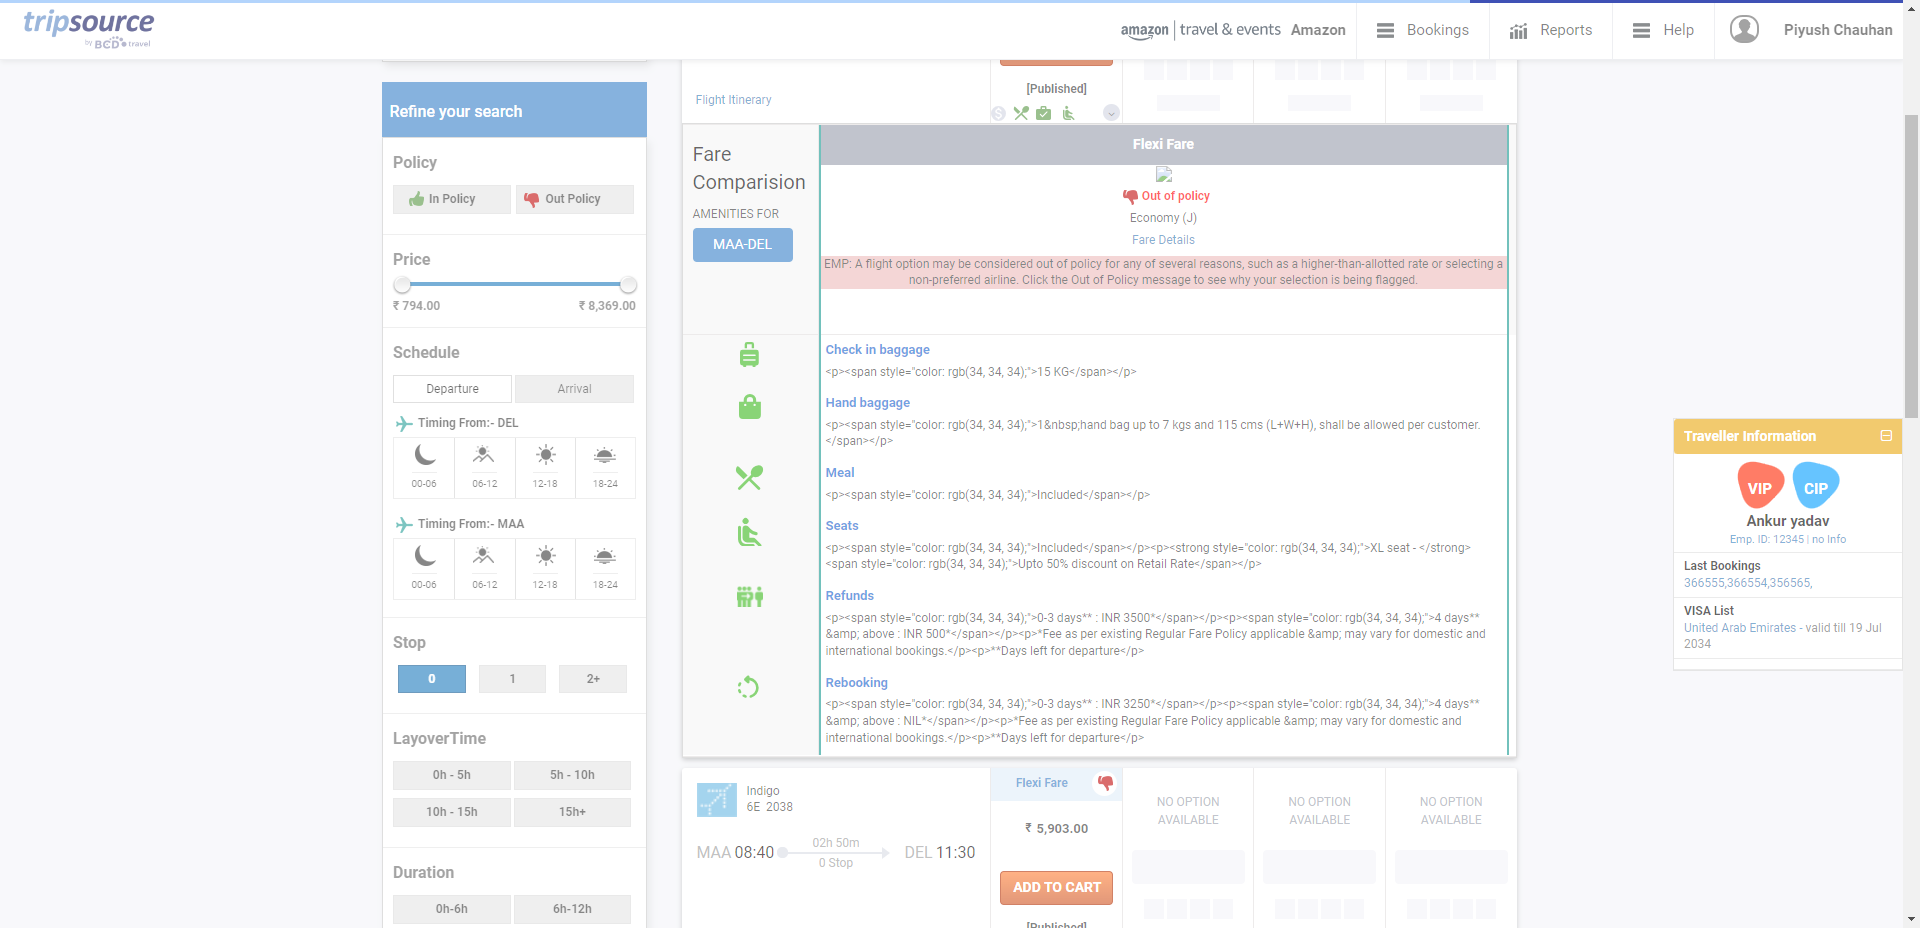 tripsource
by BCD travel
amazon | travel & events Amazon
Bookings
Reports
Help
Piyush Chauhan
Refine your search
Policy
In Policy
Out Policy
Price
₹ 794.00
₹ 8,369.00
Schedule
Departure
Arrival
Timing From:- DEL
00-06
06-12
12-18
18-24
Timing From:- MAA
00-06
06-12
12-18
18-24
Stop
0
1
2+
LayoverTime
0h - 5h
5h - 10h
10h - 15h
15h+
Duration
0h-6h
6h-12h
Flight Itinerary
[Published]
Fare
Comparision
AMENITIES FOR
MAA-DEL
Flexi Fare
Out of policy
Economy (J)
Fare Details
EMP: A flight option may be considered out of policy for any of several reasons, such as a higher-than-allotted rate or selecting a
non-preferred airline. Click the Out of Policy message to see why your selection is being flagged.
Check in baggage
<p><span style="color: rgb(34, 34, 34);">15 KG</span></p>
Hand baggage
<p><span style="color: rgb(34, 34, 34);">1&nbsp;hand bag up to 7 kgs and 115 cms (L+W+H), shall be allowed per customer.
</span></p>
Meal
<p><span style="color: rgb(34, 34, 34);">Included</span></p>
Seats
<p><span style="color: rgb(34, 34, 34);">Included</span></p><p><strong style="color: rgb(34, 34, 34);">XL seat - </strong>
<span style="color: rgb(34, 34, 34);">Upto 50% discount on Retail Rate</span></p>
Refunds
<p><span style="color: rgb(34, 34, 34);">0-3 days** : INR 3500*</span></p><p><span style="color: rgb(34, 34, 34);">4 days**
&amp; above : INR 500*</span></p><p>*Fee as per existing Regular Fare Policy applicable &amp; may vary for domestic and
international bookings.</p><p>**Days left for departure</p>
Rebooking
<p><span style="color: rgb(34, 34, 34);">0-3 days** : INR 3250*</span></p><p><span style="color: rgb(34, 34, 34);">4 days**
&amp; above : NIL*</span></p><p>*Fee as per existing Regular Fare Policy applicable &amp; may vary for domestic and
international bookings.</p><p>**Days left for departure</p>
Indigo
6E 2038
MAA 08:40
02h 50m
0 Stop
DEL 11:30
Flexi Fare
₹ 5,903.00
ADD TO CART
[Published]
NO OPTION
AVAILABLE
NO OPTION
AVAILABLE
NO OPTION
AVAILABLE
Traveller Information
VIP
CIP
Ankur yadav
Emp. ID: 12345 | no Info
Last Bookings
366555,366554,356565,
VISA List
United Arab Emirates - valid till 19 Jul
2034